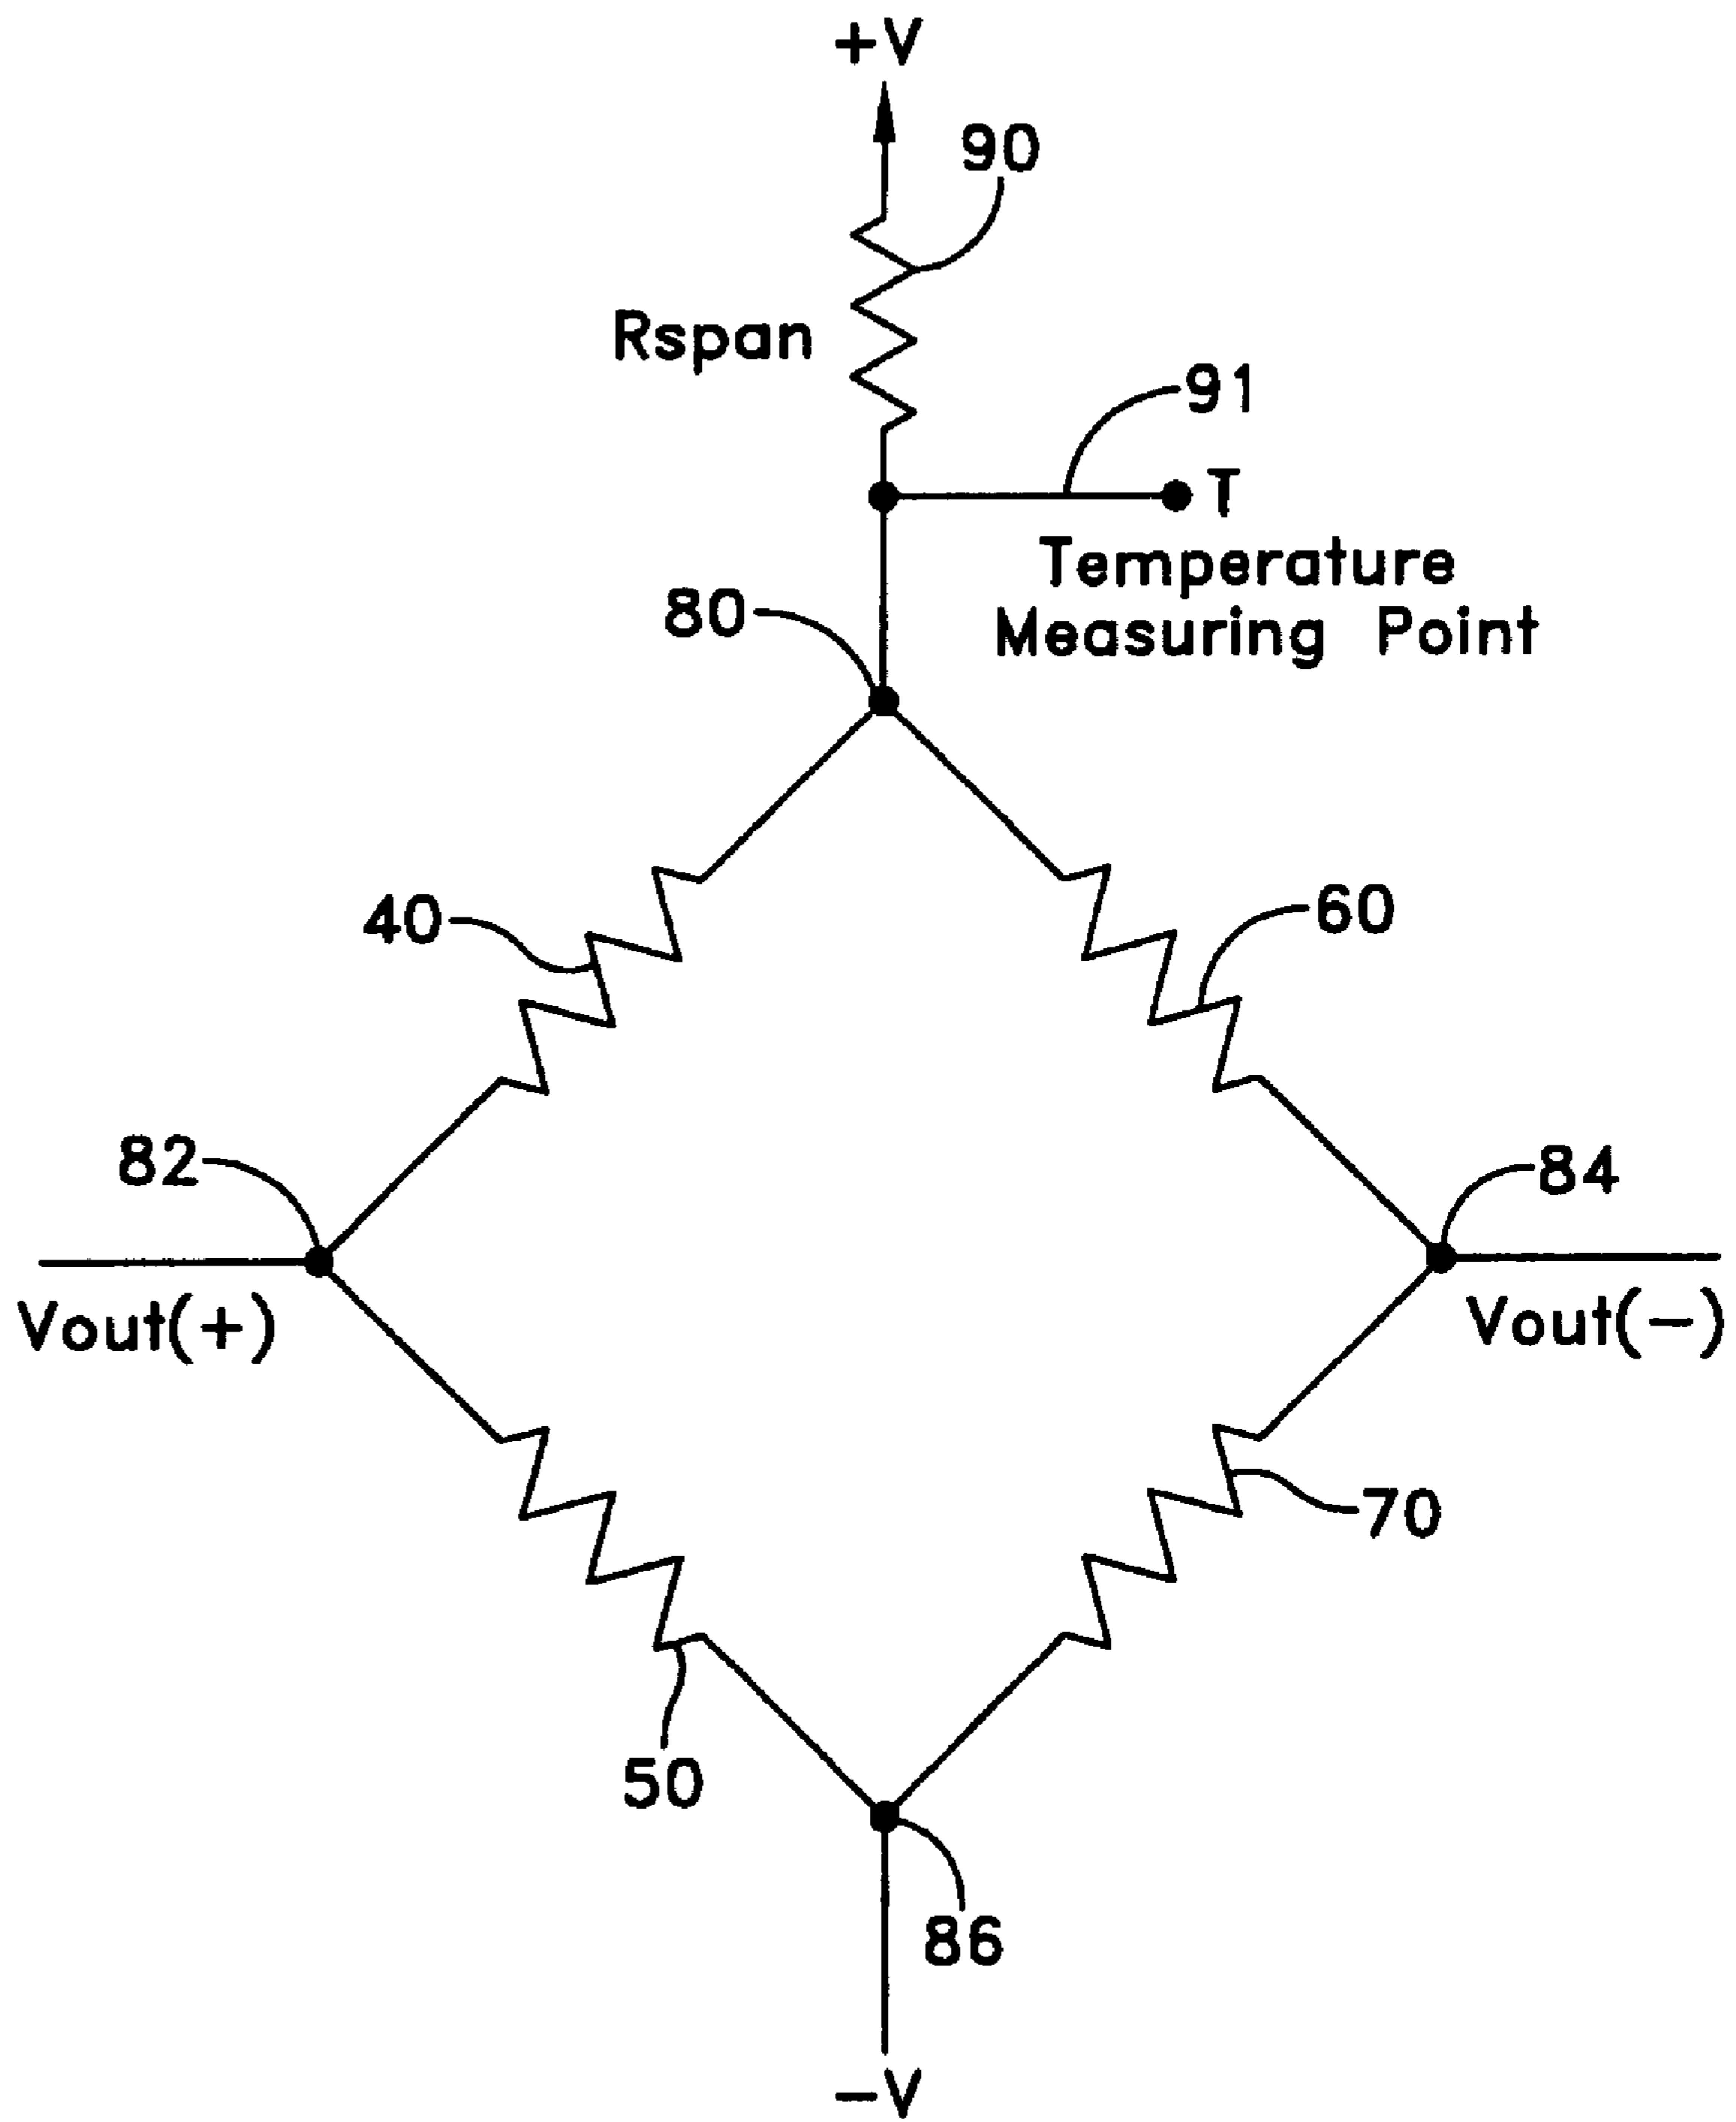 +V
90
Rspan
91
T
Temperature
Measuring Point
80
40
60
82
84
Vout(+)
Vout(−)
70
50
86
−V